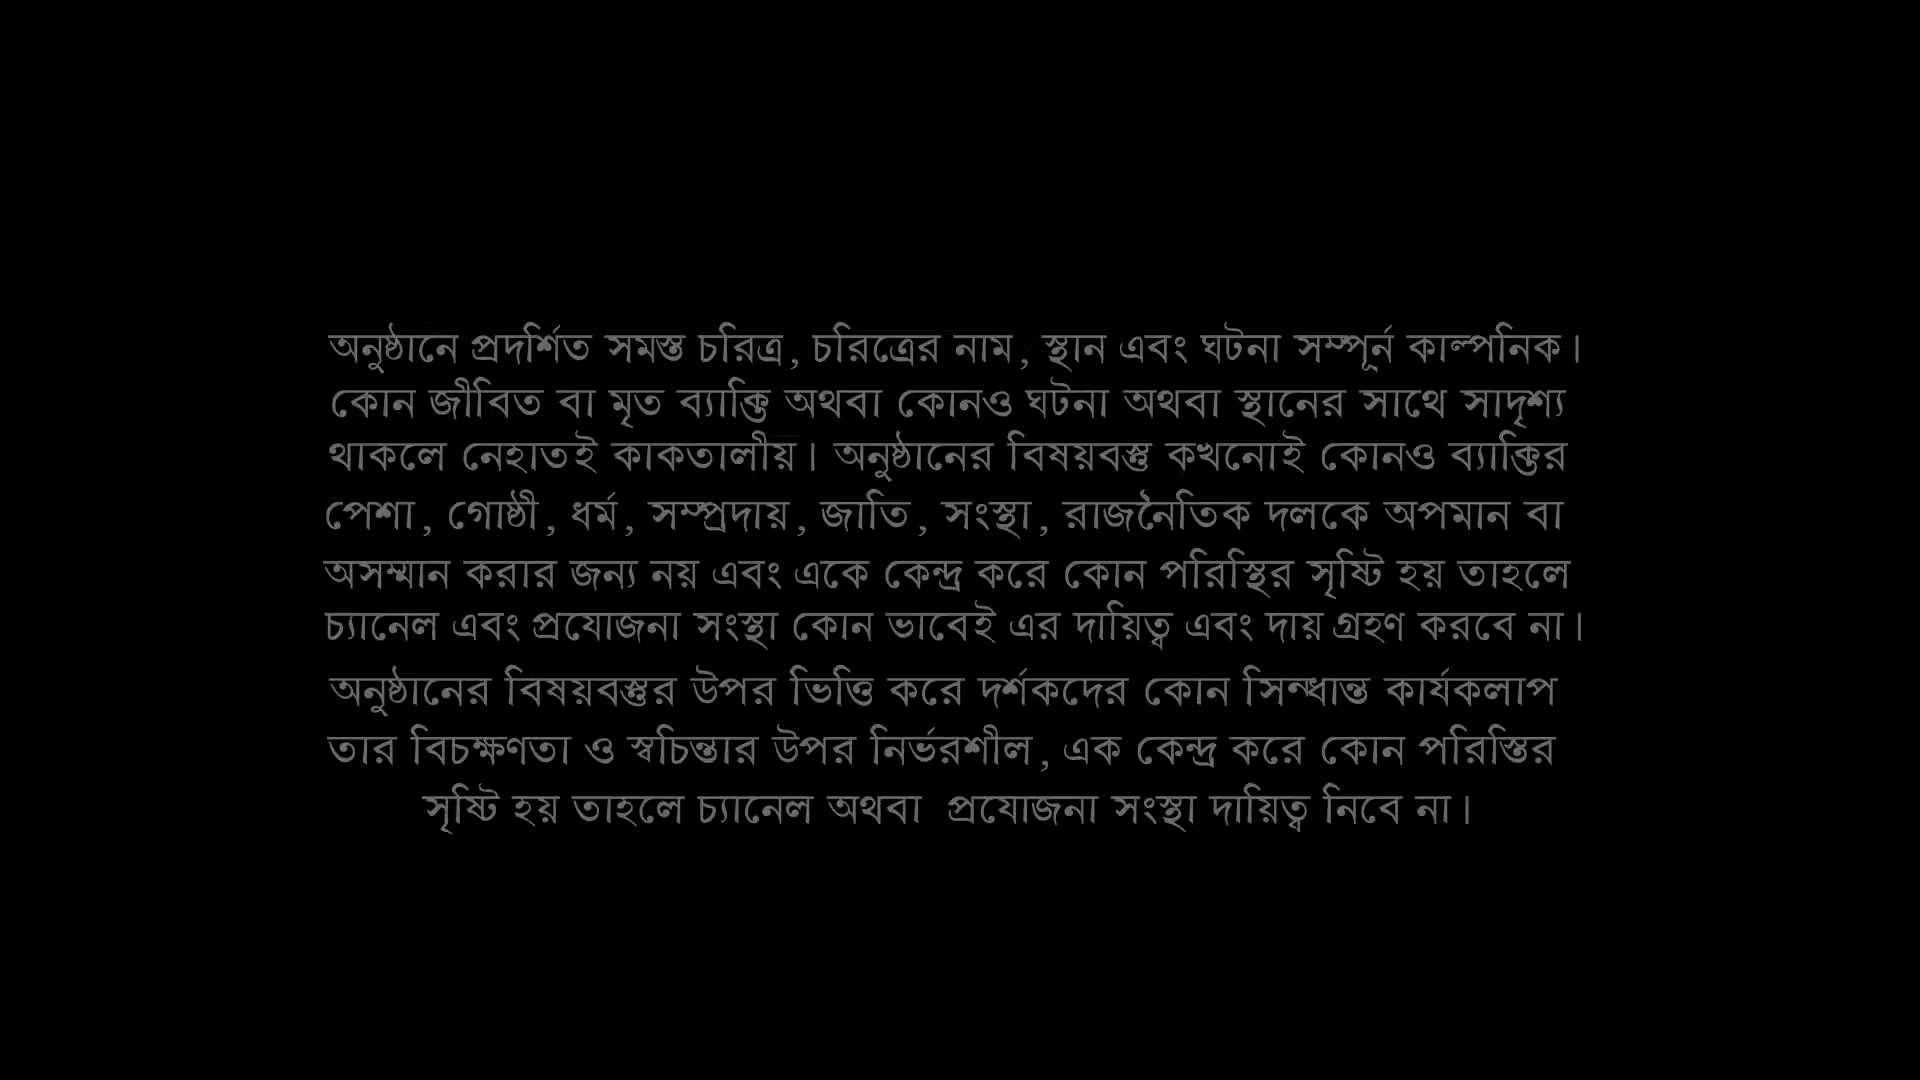 অনুষ্ঠানে প্রদর্শিত সমস্ত চরিত্র, চরিত্রের নাম, স্থান এবং ঘটনা সম্পূর্ন কাল্পনিক।
কোন জীবিত বা মৃত ব্যাক্তি অথবা কোনও ঘটনা অথবা স্থানের সাথে সাদৃশ্য
থাকলে নেহাতই কাকতালীয়। অনুষ্ঠানের বিষয়বস্তু কখনোই কোনও ব্যাক্তির
পেশা, গোষ্ঠী, ধর্ম, সম্প্রদায়, জাতি, সংস্থা, রাজনৈতিক দলকে অপমান বা
অসম্মান করার জন্য নয় এবং একে কেন্দ্র করে কোন পরিস্থির সৃষ্টি হয় তাহলে
চ্যানেল এবং প্রযোজনা সংস্থা কোন ভাবেই এর দায়িত্ব এবং দায় গ্রহণ করবে না।
অনুষ্ঠানের বিষয়বস্তুর উপর ভিত্তি করে দর্শকদের কোন সিন্ধান্ত কার্যকলাপ
তার বিচক্ষণতা ও স্বচিন্তার উপর নির্ভরশীল, এক কেন্দ্র করে কোন পরিস্তির
সৃষ্টি হয় তাহলে চ্যানেল অথবা প্রযোজনা সংস্থা দায়িত্ব নিবে না।